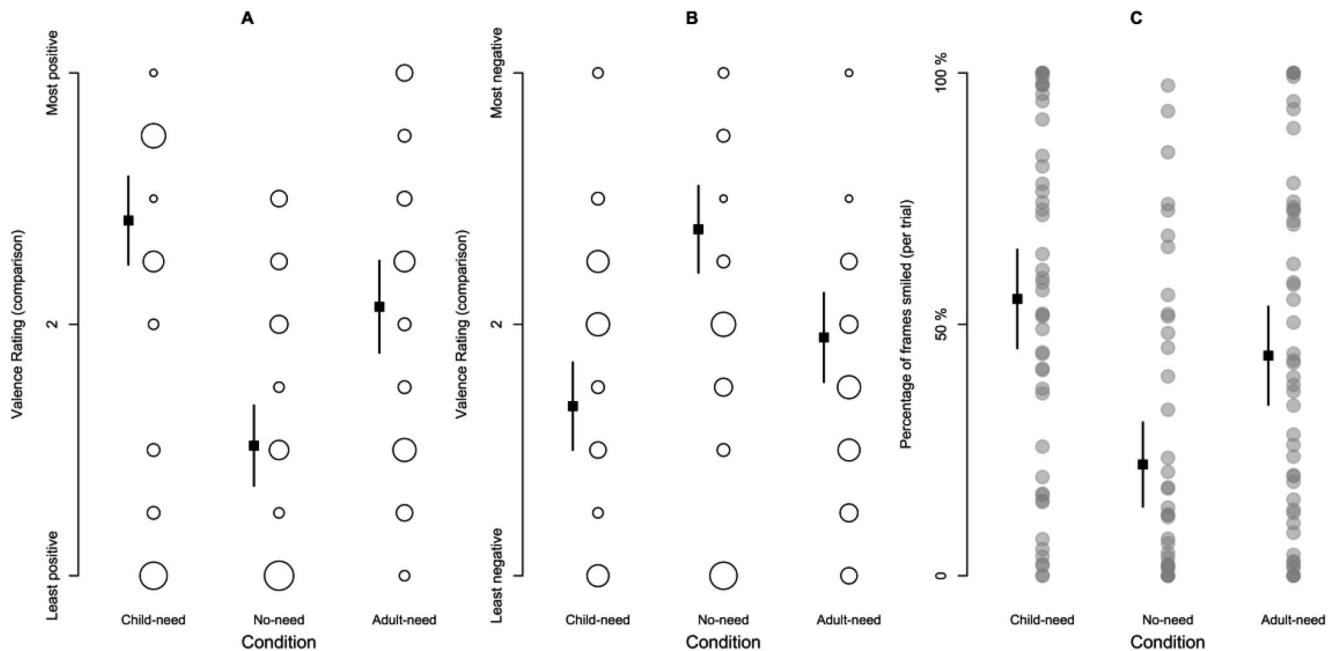 A
Most positive
2
Least positive
Valence Rating (comparison)
Child-need
No-need
Adult-need
Condition
B
Most negative
2
Least negative
Valence Rating (comparison)
Child-need
No-need
Adult-need
Condition
C
100 %
50 %
0
Percentage of frames smiled (per trial)
Child-need
No-need
Adult-need
Condition